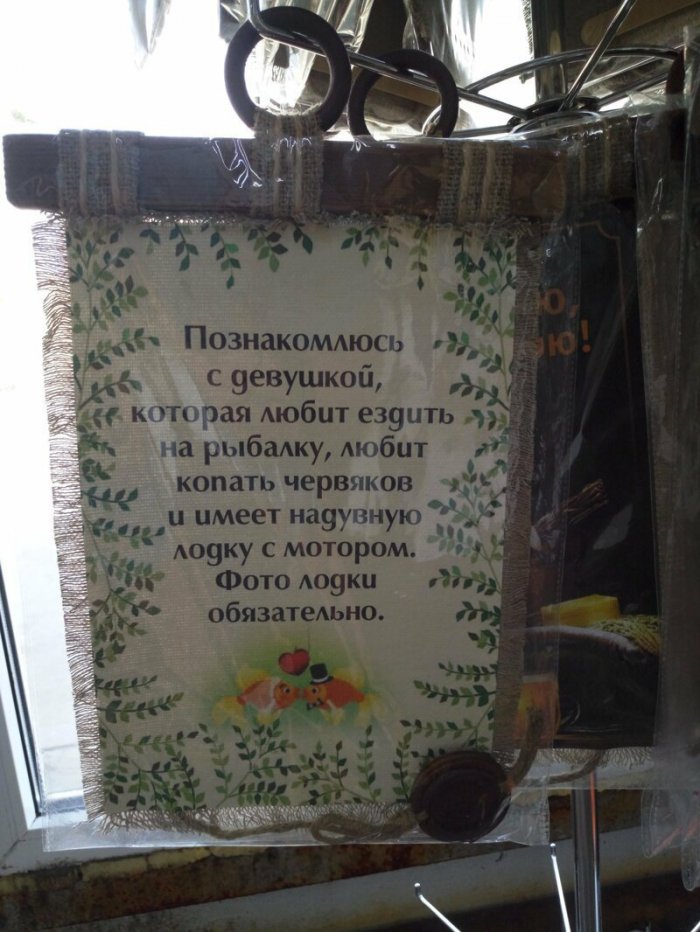 Познакомлюсь
с девушкой,
которая любит ездить
на рыбалку, любит
копать червяков
и имеет надувную
лодку с мотором.
Фото лодки
обязательно.